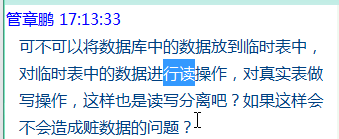 管章鹏 17:13:33
可不可以将数据库中的数据放到临时表中，
对临时表中的数据进行读操作，对真实表做
写操作，这样也是读写分离吧？如果这样会
不会造成脏数据的问题？